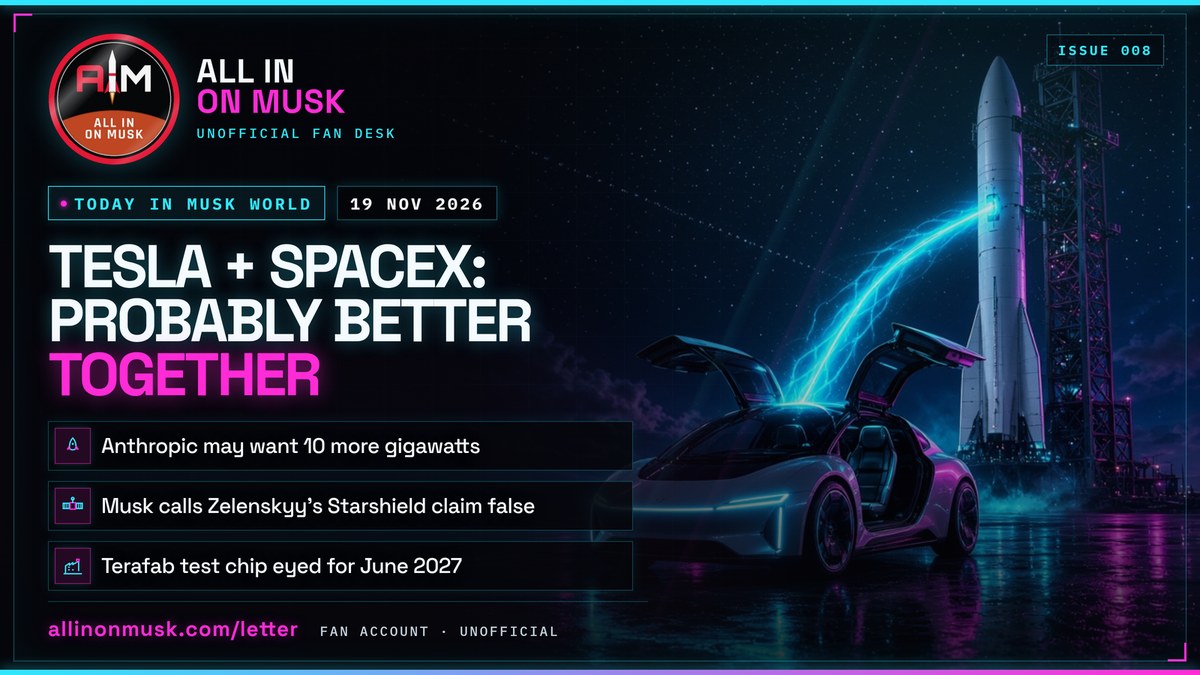 AiM
ALL IN
ON MUSK
ALL IN
ON MUSK
UNOFFICIAL FAN DESK
ISSUE 008
TODAY IN MUSK WORLD
19 NOV 2026
TESLA + SPACEX:
PROBABLY BETTER
TOGETHER
Anthropic may want 10 more gigawatts
Musk calls Zelenskyy's Starshield claim false
Terafab test chip eyed for June 2027
allinonmusk.com/letter
FAN ACCOUNT · UNOFFICIAL